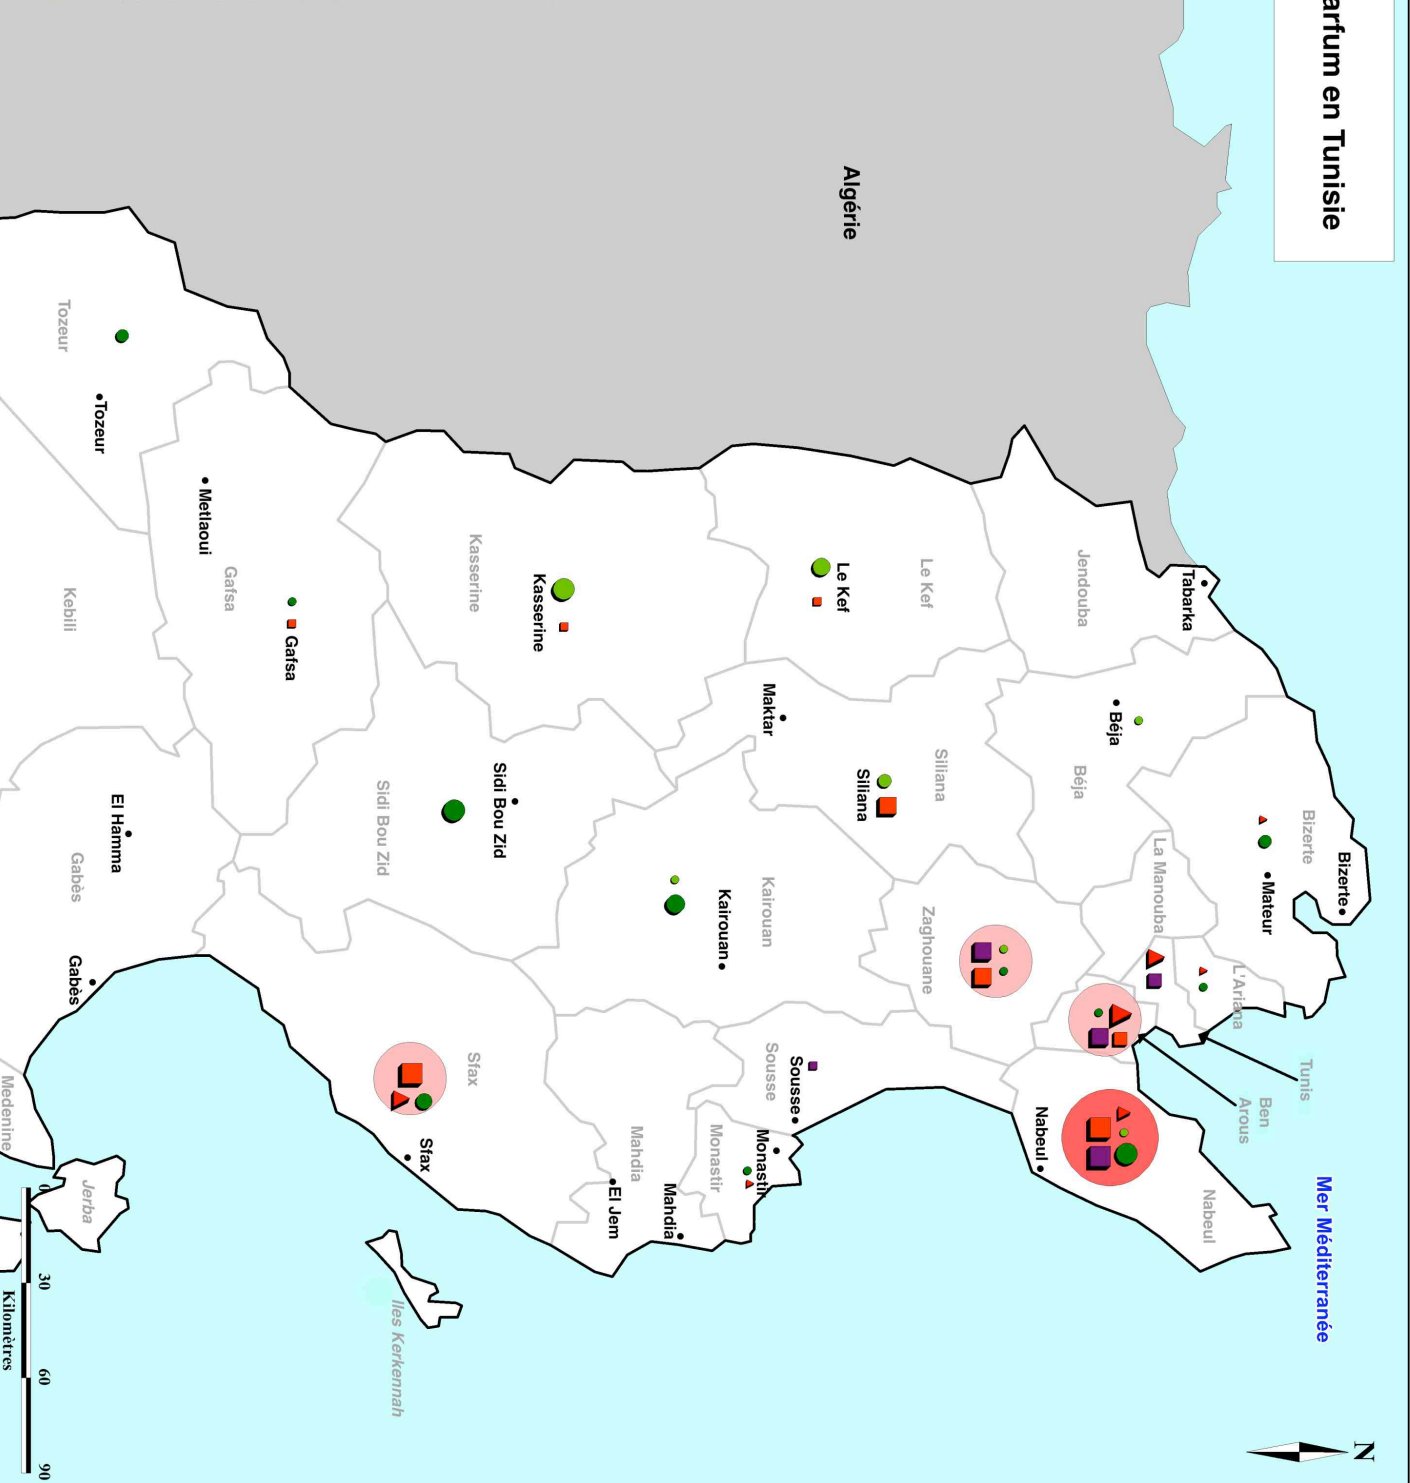 arfum en Tunisie
N
Mer Méditerranée
Bizerte
Bizerte
Mateur
Tunis
Ben
Arous
L'Ariana
Nabeul
Tabarka
La Manouba
Béja
Béja
Jendouba
Nabeul
Siliana
Le Kef
Zaghouane
Le Kef
Siliana
Algérie
Sousse
Maktar
Kairouan
Sousse
Monastir
Kairouan
Monastir
Mahdia
Mahdia
El Jem
Kasserine
Sidi Bou Zid
Kasserine
Sfax
Sfax
Sidi Bou Zid
Iles Kerkennah
Gafsa
Gafsa
Metlaoui
El Hamma
Tozeur
Jerba
Gabès
Gabès
Kebili
Tozeur
Medenine
0 30 60 90
Kilomètres